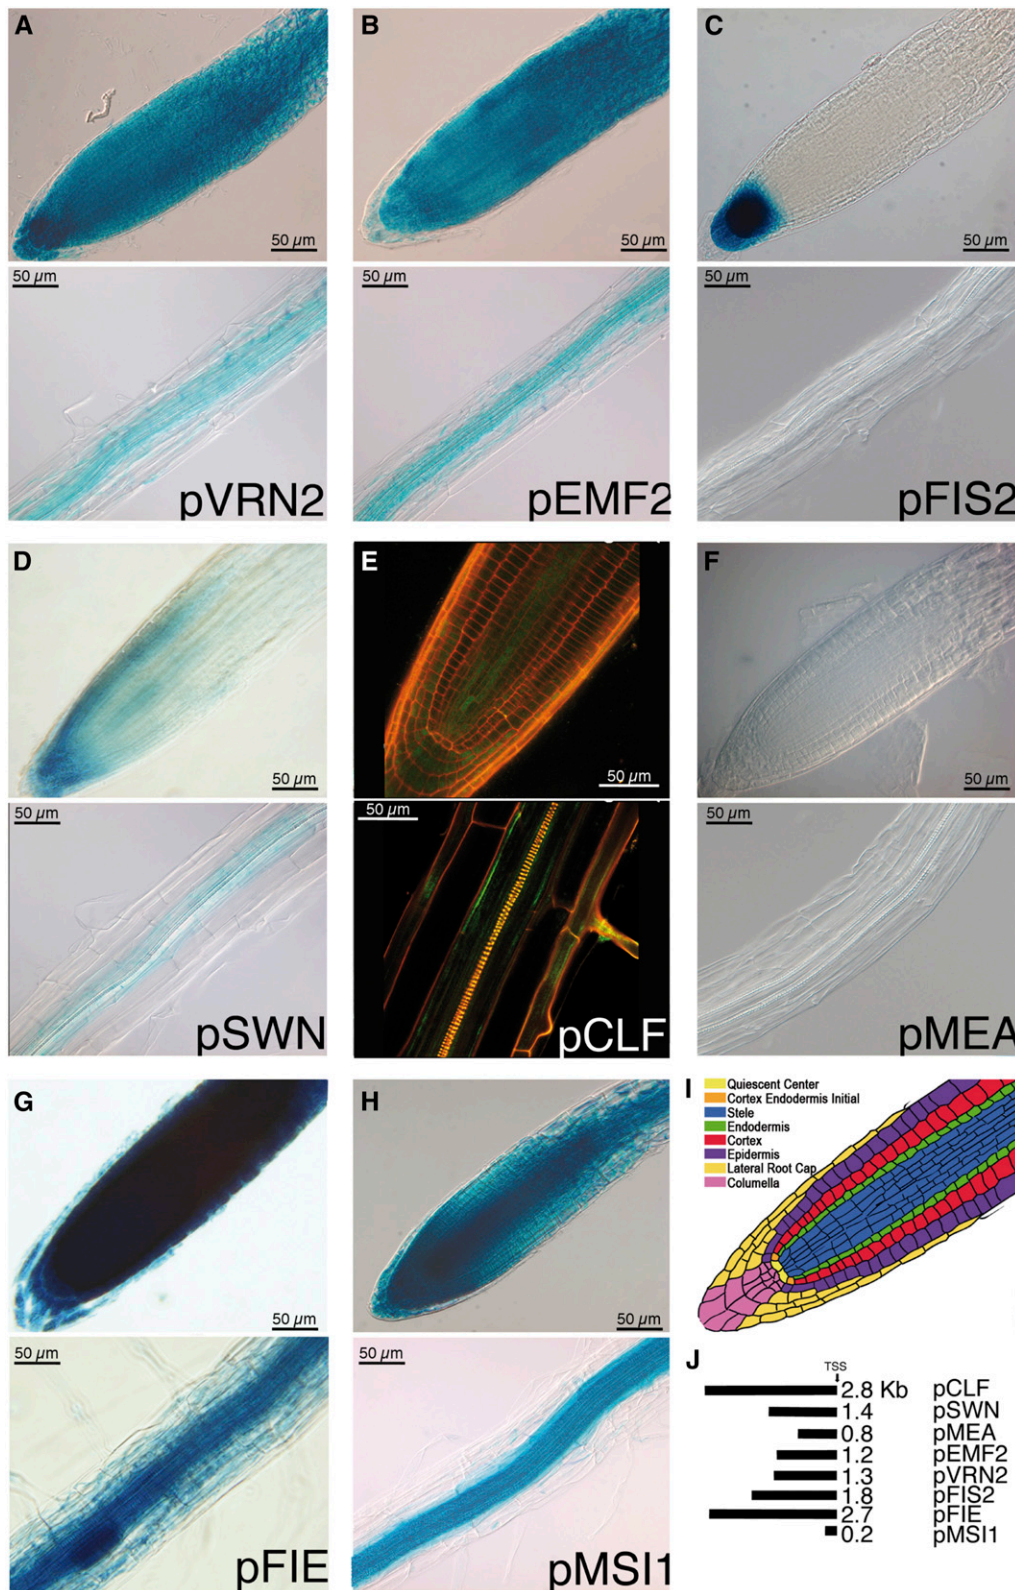 A
50 µm
50 µm
pVRN2
B
50 µm
50 µm
pEMF2
C
50 µm
50 µm
pFIS2
D
50 µm
50 µm
pSWN
E
50 µm
50 µm
pCLF
F
50 µm
50 µm
pMEA
G
50 µm
50 µm
pFIE
H
50 µm
50 µm
pMSI1
I
Quiescent Center
Cortex Endodermis Initial
Stele
Endodermis
Cortex
Epidermis
Lateral Root Cap
Columella
J
TSS
2.8 Kb pCLF
1.4 pSWN
0.8 pMEA
1.2 pEMF2
1.3 pVRN2
1.8 pFIS2
2.7 pFIE
0.2 pMSI1